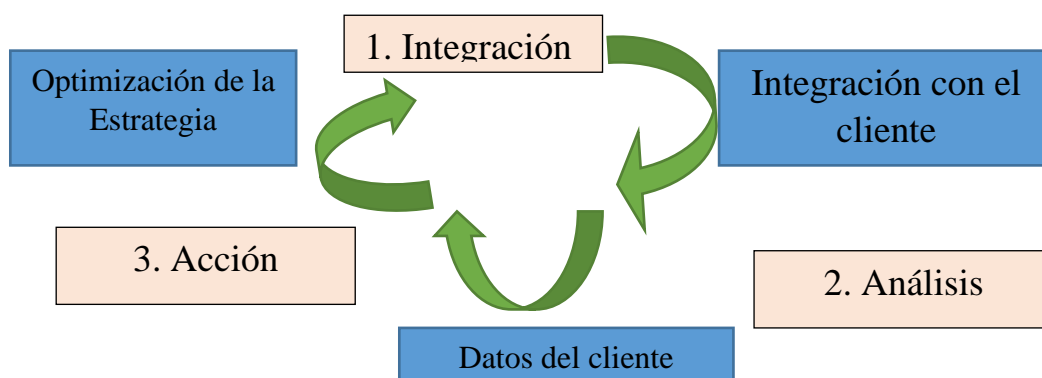 1. Integración
Optimización de la
Estrategia
Integración con el
cliente
3. Acción
2. Análisis
Datos del cliente